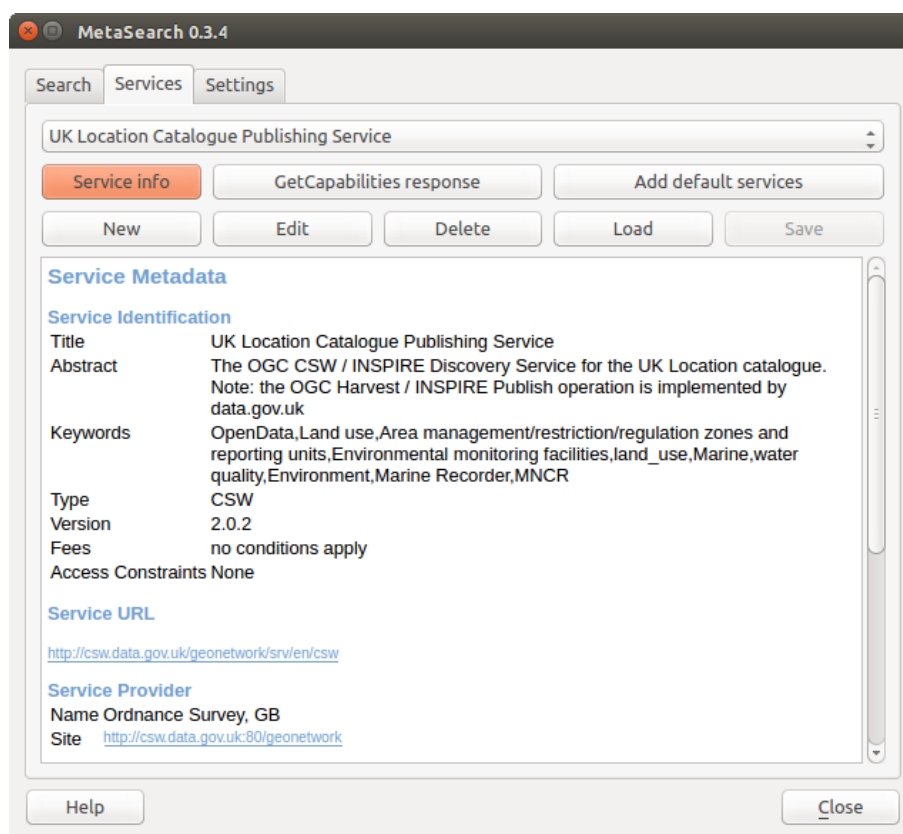 MetaSearch 0.3.4
Search Services Settings
UK Location Catalogue Publishing Service
Service info GetCapabilities response Add default services
New Edit Delete Load Save
Service Metadata
Service Identification
Title UK Location Catalogue Publishing Service
Abstract The OGC CSW / INSPIRE Discovery Service for the UK Location catalogue.
Note: the OGC Harvest / INSPIRE Publish operation is implemented by
data.gov.uk
Keywords OpenData,Land use,Area management/restriction/regulation zones and
reporting units,Environmental monitoring facilities,land_use,Marine,water
quality,Environment,Marine Recorder,MNCR
Type CSW
Version 2.0.2
Fees no conditions apply
Access Constraints None
Service URL
http://csw.data.gov.uk/geonetwork/srv/en/csw
Service Provider
Name Ordnance Survey, GB
Site http://csw.data.gov.uk:80/geonetwork
Help Close